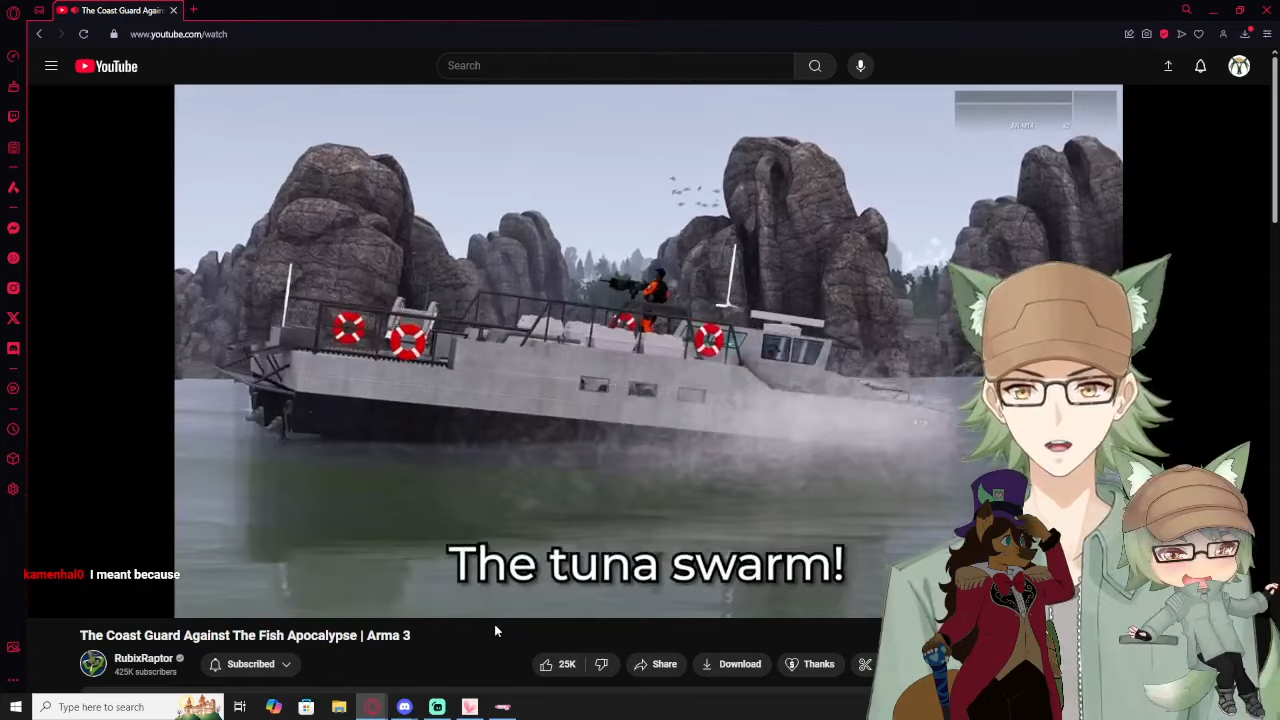 The Coast Guard Again
www.youtube.com/watch
YouTube
Search
The tuna swarm!
kamenhal0 I meant because
The Coast Guard Against The Fish Apocalypse | Arma 3
RubixRaptor
425K subscribers
Subscribed
25K
Share
Download
Thanks
Type here to search